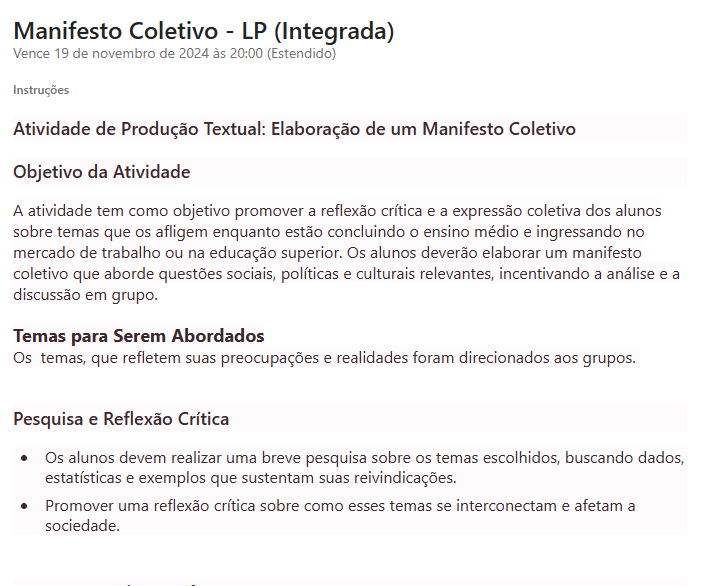 Manifesto Coletivo - LP (Integrada)
Vence 19 de novembro de 2024 às 20:00 (Estendido)
Instruções
Atividade de Produção Textual: Elaboração de um Manifesto Coletivo
Objetivo da Atividade
A atividade tem como objetivo promover a reflexão crítica e a expressão coletiva dos alunos
sobre temas que os afligem enquanto estão concluindo o ensino médio e ingressando no
mercado de trabalho ou na educação superior. Os alunos deverão elaborar um manifesto
coletivo que aborde questões sociais, políticas e culturais relevantes, incentivando a análise e a
discussão em grupo.
Temas para Serem Abordados
Os  temas, que refletem suas preocupações e realidades foram direcionados aos grupos.
Pesquisa e Reflexão Crítica
• Os alunos devem realizar uma breve pesquisa sobre os temas escolhidos, buscando dados,
estatísticas e exemplos que sustentam suas reivindicações.
• Promover uma reflexão crítica sobre como esses temas se interconectam e afetam a
sociedade.